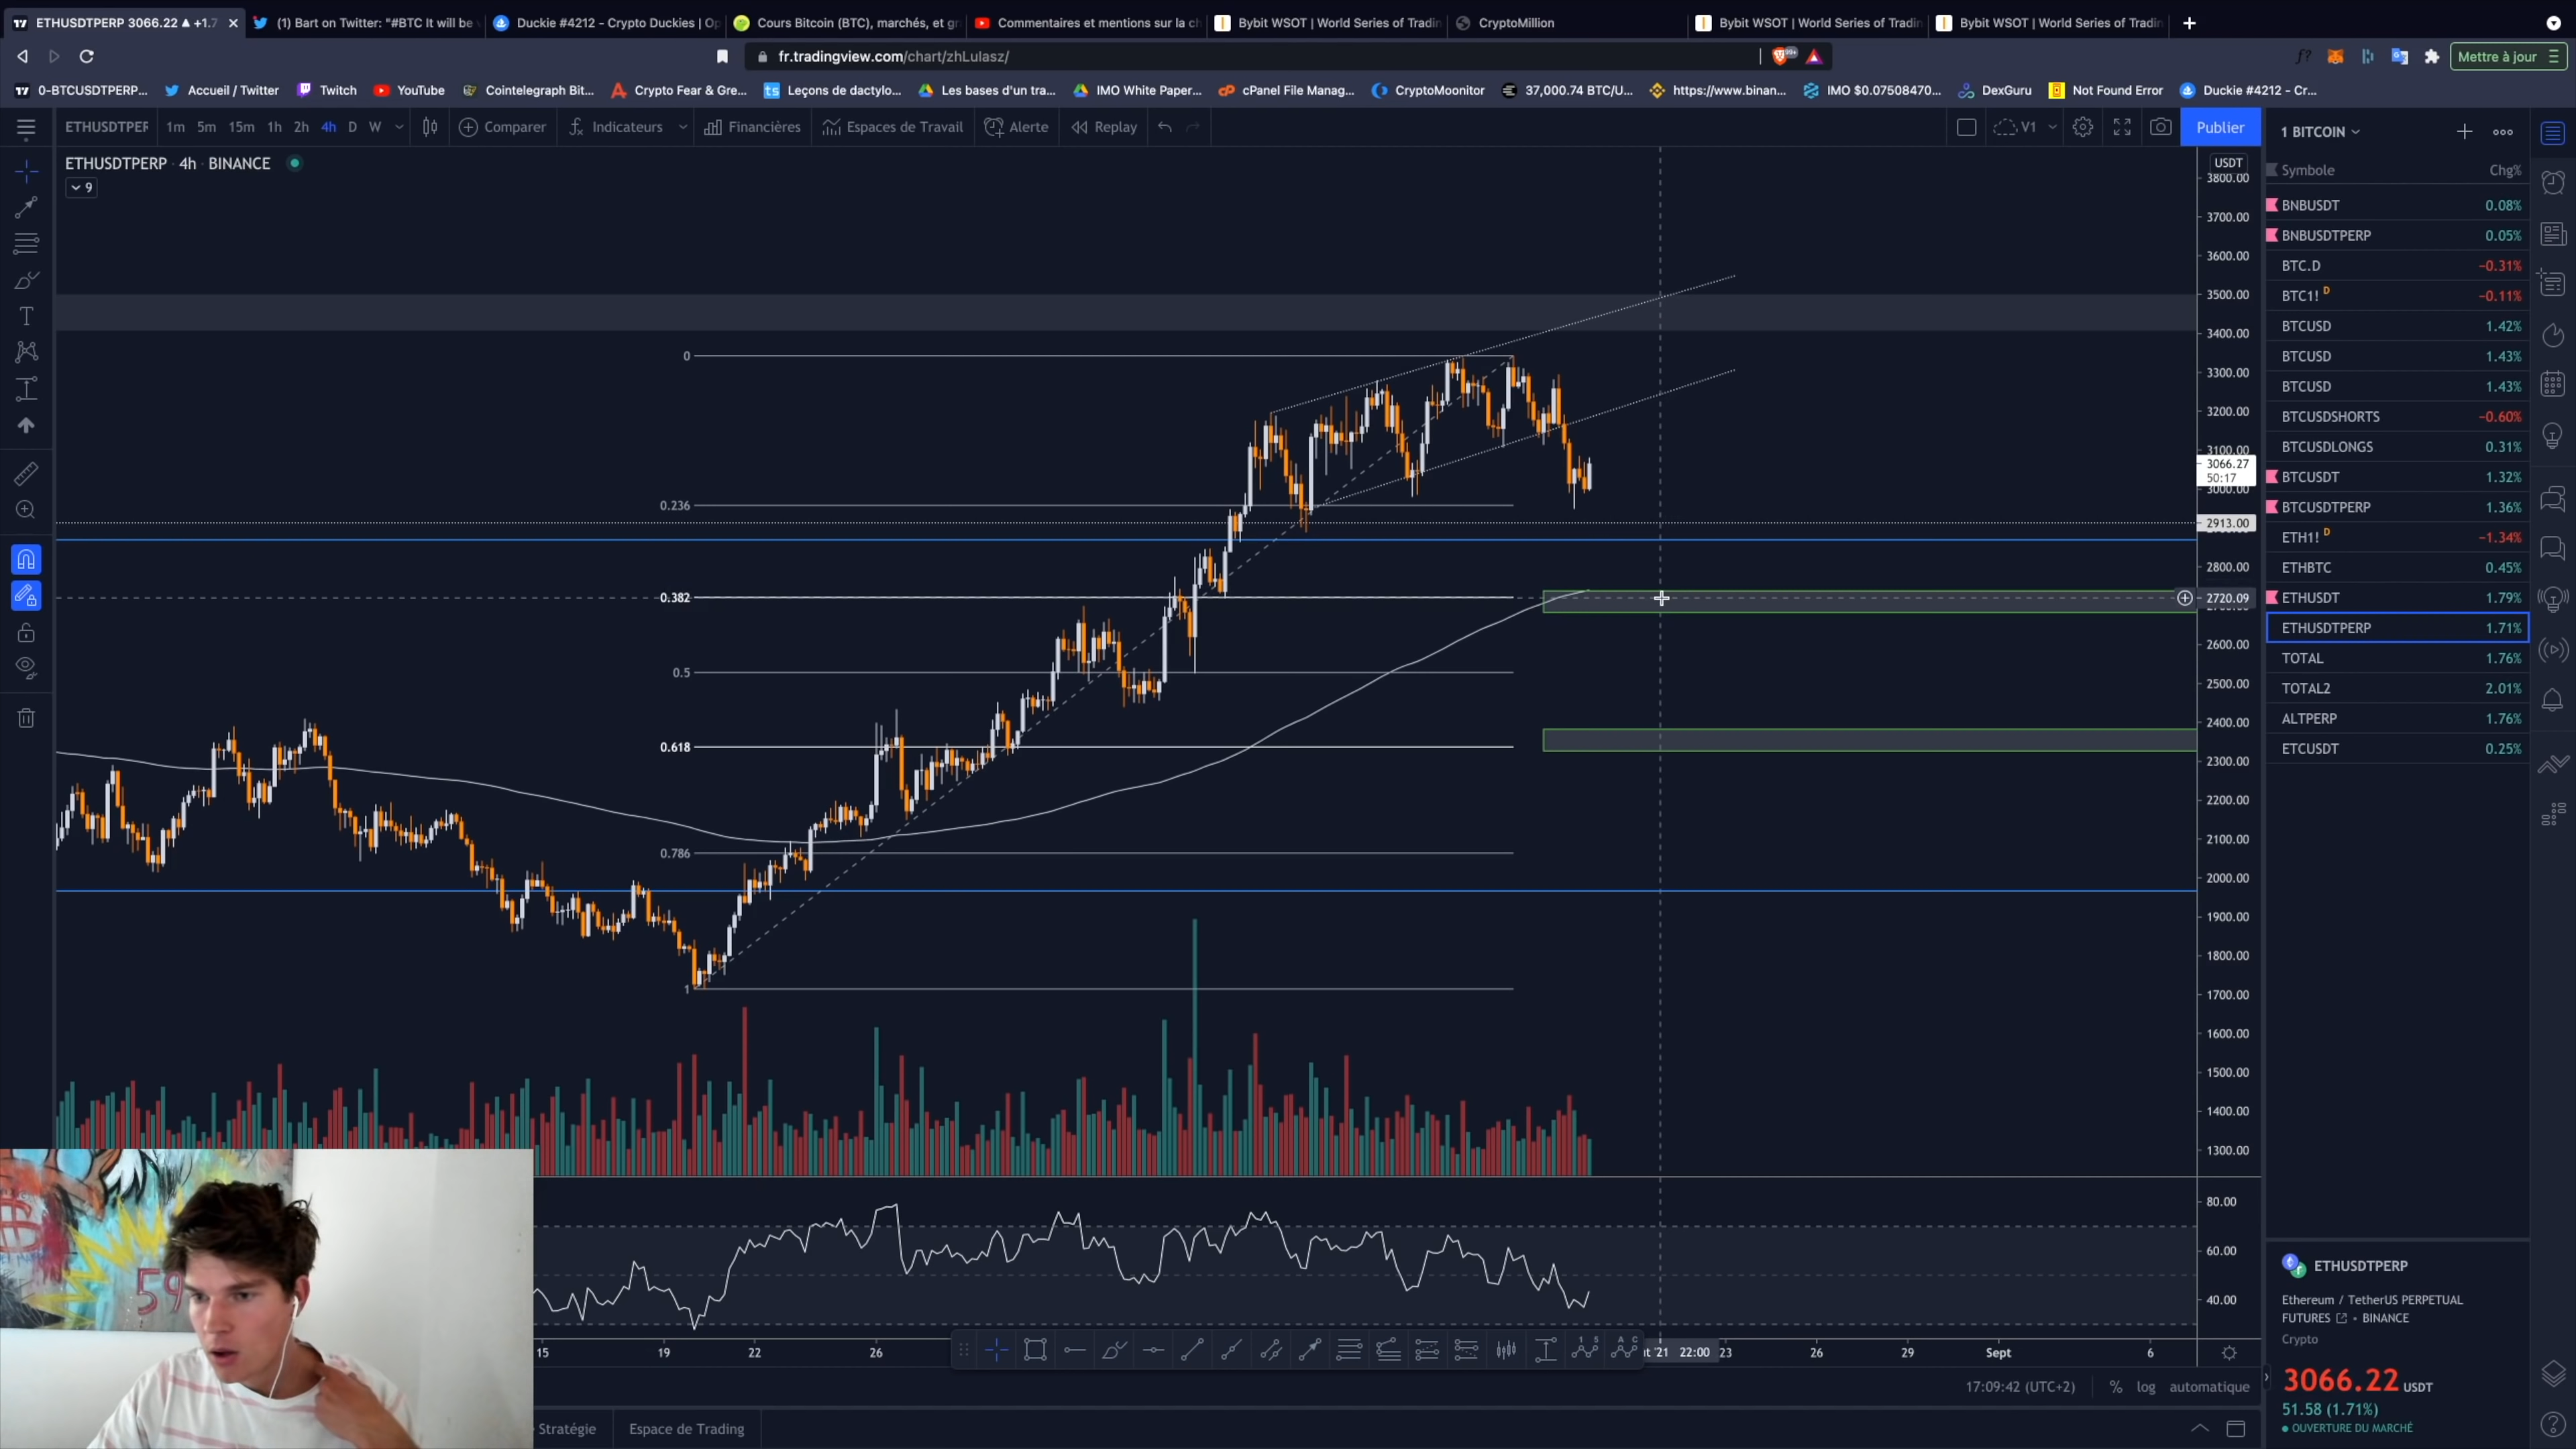 ETHUSDTPERP 3066.22 ▲ +1.7
(1) Bart on Twitter: "#BTC It will be
Duckie #4212 - Crypto Duckies | Op
Cours Bitcoin (BTC), marchés, et gr
Commentaires et mentions sur la ch
Bybit WSOT | World Series of Tradin
CryptoMillion
Bybit WSOT | World Series of Tradin
Bybit WSOT | World Series of Tradin
fr.tradingview.com/chart/zhLulasz/
99+
f?
Mettre à jour
0-BTCUSDTPERP...
Accueil / Twitter
Twitch
YouTube
Cointelegraph Bit...
Crypto Fear & Gre...
ts Leçons de dactylo...
Les bases d'un tra...
IMO White Paper...
cPanel File Manag...
CryptoMoonitor
37,000.74 BTC/U...
https://www.binan...
IMO $0.07508470...
DexGuru
Not Found Error
Duckie #4212 - Cr...
ETHUSDTPER
1m 5m 15m 1h 2h 4h D W
Comparer
Indicateurs
Financières
Espaces de Travail
Alerte
Replay
V1
Publier
1 BITCOIN
ETHUSDTPERP · 4h · BINANCE
9
USDT
3800.00
3700.00
3600.00
3500.00
3400.00
3300.00
3200.00
3100.00
3066.27
50:17
3000.00
2913.00
2800.00
2720.09
2600.00
2500.00
2400.00
2300.00
2200.00
2100.00
2000.00
1900.00
1800.00
1700.00
1600.00
1500.00
1400.00
1300.00
80.00
60.00
40.00
0
0.236
0.382
0.5
0.618
0.786
1
Symbole Chg%
BNBUSDT 0.08%
BNBUSDTPERP 0.05%
BTC.D −0.31%
BTC1! D −0.11%
BTCUSD 1.42%
BTCUSD 1.43%
BTCUSD 1.43%
BTCUSDSHORTS −0.60%
BTCUSDLONGS 0.31%
BTCUSDT 1.32%
BTCUSDTPERP 1.36%
ETH1! D −1.34%
ETHBTC 0.45%
ETHUSDT 1.79%
ETHUSDTPERP 1.71%
TOTAL 1.76%
TOTAL2 2.01%
ALTPERP 1.76%
ETCUSDT 0.25%
ETHUSDTPERP
Ethereum / TetherUS PERPETUAL
FUTURES • BINANCE
Crypto
3066.22 USDT
51.58 (1.71%)
OUVERTURE DU MARCHÉ
59
15 19 22 26
'21 22:00 23 26 29 Sept 6
17:09:42 (UTC+2) % log automatique
Stratégie
Espace de Trading